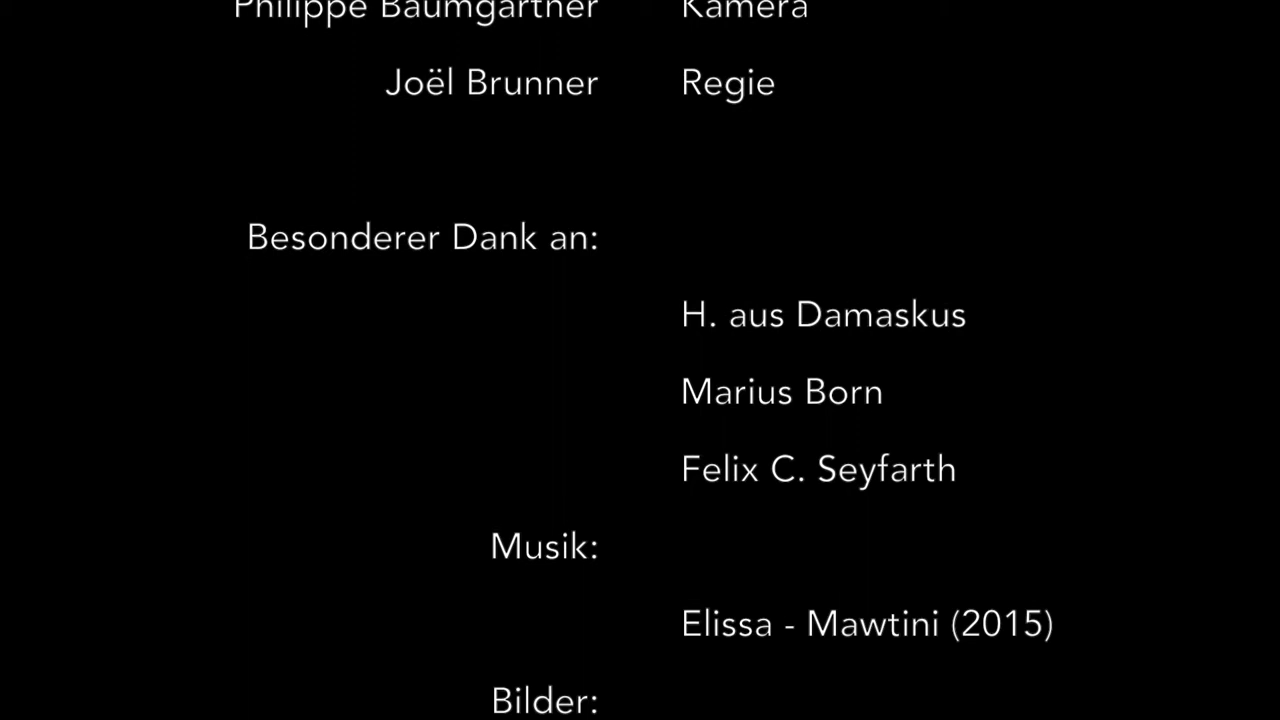 Philippe Baumgartner Kamera
Joël Brunner Regie
Besonderer Dank an:
H. aus Damaskus
Marius Born
Felix C. Seyfarth
Musik:
Elissa - Mawtini (2015)
Bilder: